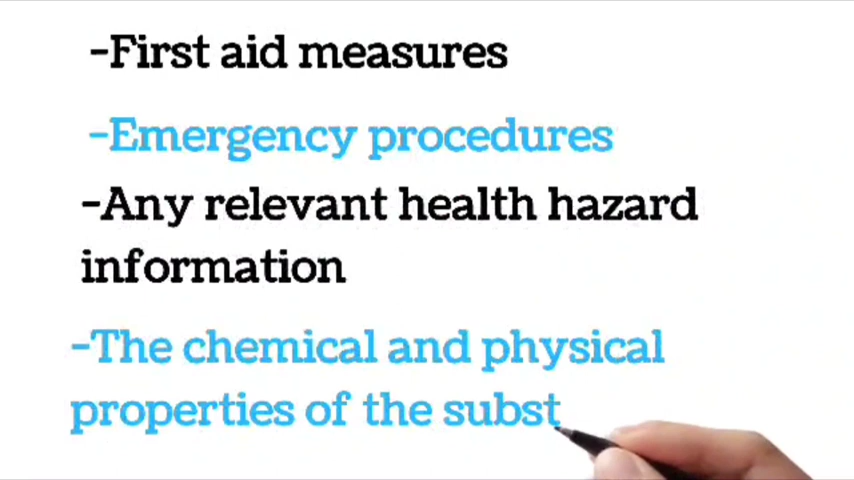 -First aid measures
-Emergency procedures
-Any relevant health hazard
information
-The chemical and physical
properties of the subst